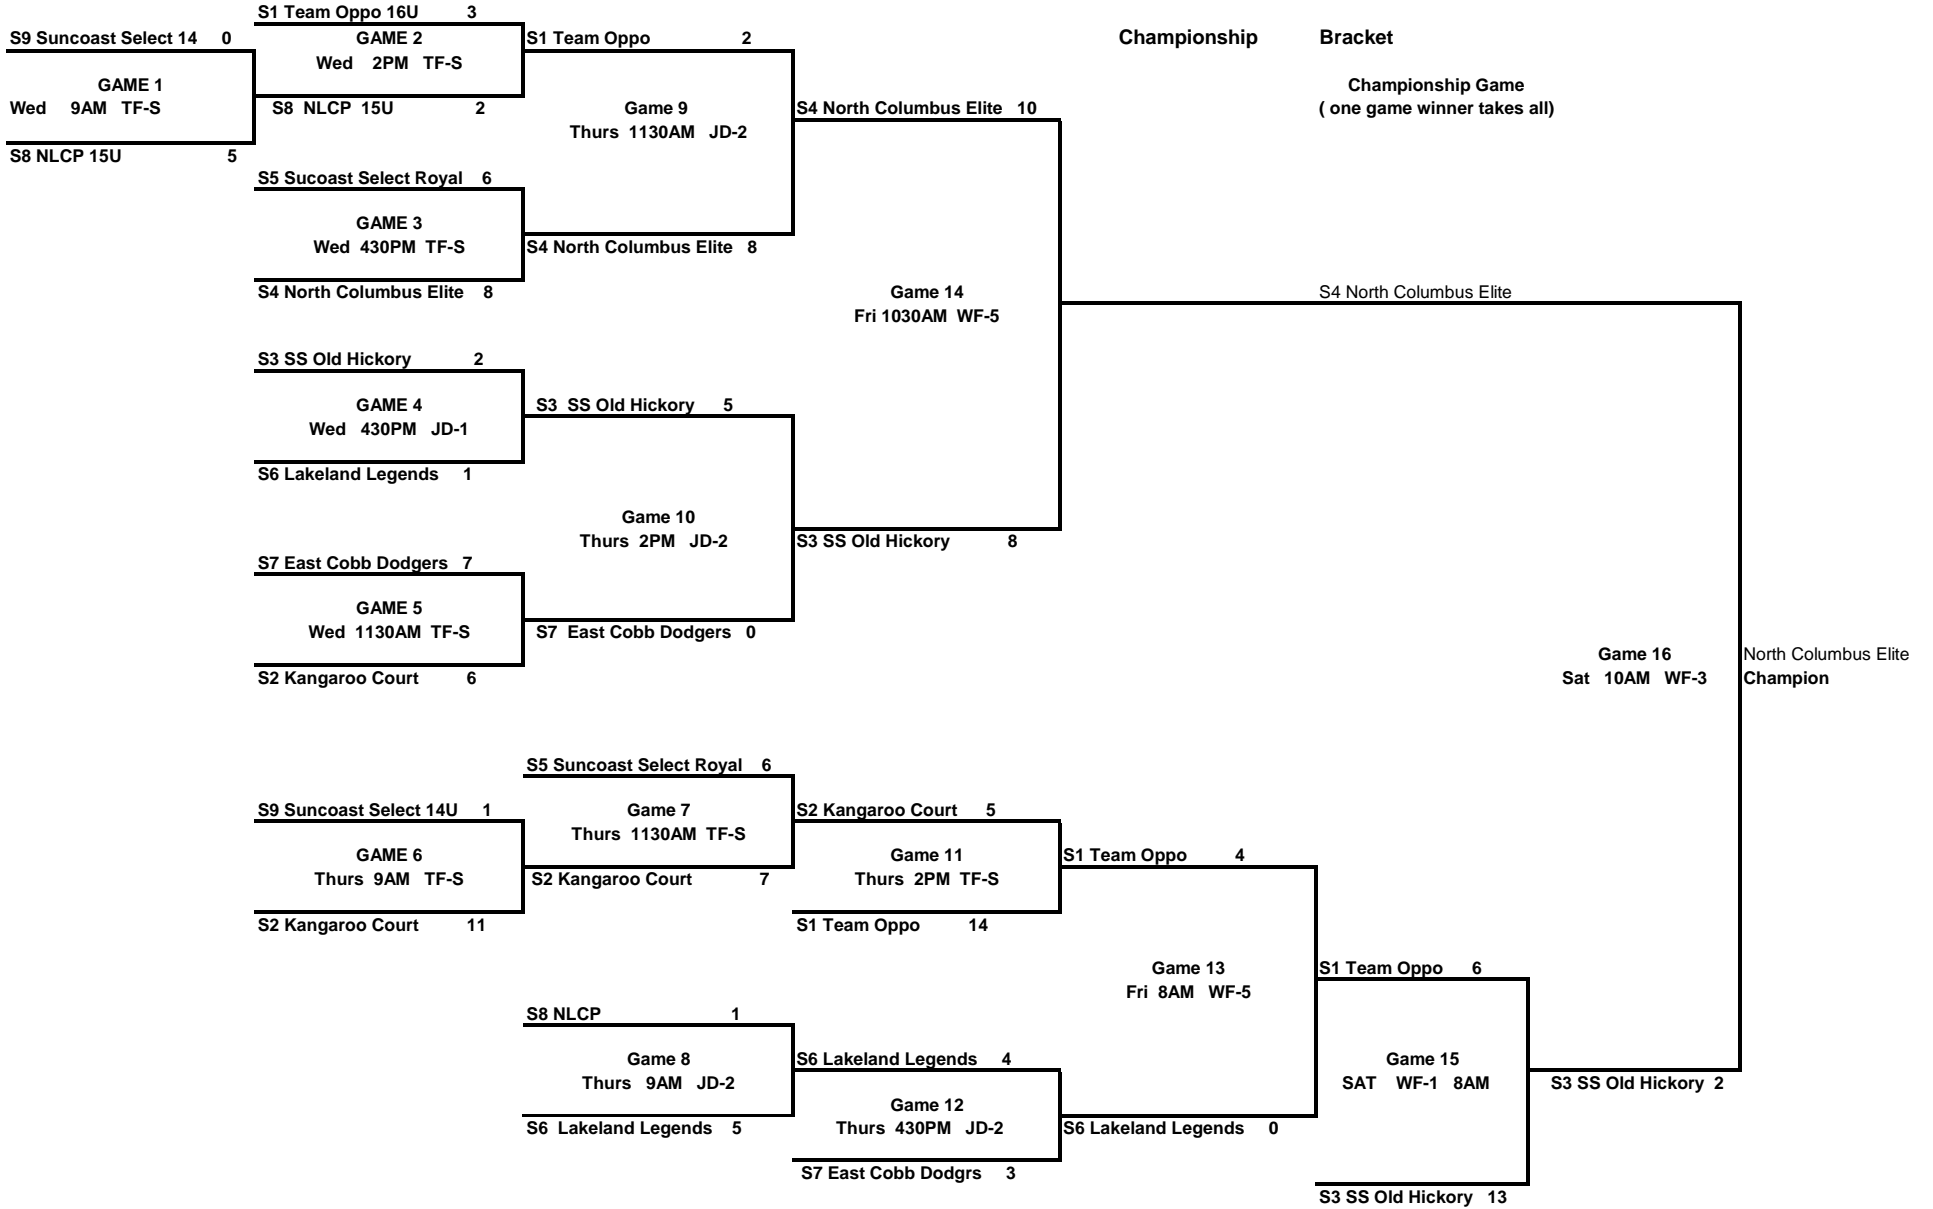 S1 Team Oppo 16U 3
S9 Suncoast Select 14 0
GAME 2
S1 Team Oppo 2
Championship Bracket
Wed 2PM TF-S
GAME 1
Championship Game
Wed 9AM TF-S
S8 NLCP 15U 2
Game 9
S4 North Columbus Elite 10
( one game winner takes all)
Thurs 1130AM JD-2
S8 NLCP 15U 5
S5 Sucoast Select Royal 6
GAME 3
Wed 430PM TF-S
S4 North Columbus Elite 8
S4 North Columbus Elite 8
Game 14
S4 North Columbus Elite
Fri 1030AM WF-5
S3 SS Old Hickory 2
GAME 4
S3 SS Old Hickory 5
Wed 430PM JD-1
S6 Lakeland Legends 1
Game 10
Thurs 2PM JD-2
S3 SS Old Hickory 8
S7 East Cobb Dodgers 7
GAME 5
Wed 1130AM TF-S
S7 East Cobb Dodgers 0
Game 16
North Columbus Elite
S2 Kangaroo Court 6
Sat 10AM WF-3
Champion
S5 Suncoast Select Royal 6
S9 Suncoast Select 14U 1
Game 7
S2 Kangaroo Court 5
Thurs 1130AM TF-S
GAME 6
Game 11
S1 Team Oppo 4
Thurs 9AM TF-S
S2 Kangaroo Court 7
Thurs 2PM TF-S
S2 Kangaroo Court 11
S1 Team Oppo 14
Game 13
S1 Team Oppo 6
Fri 8AM WF-5
S8 NLCP 1
Game 8
S6 Lakeland Legends 4
Game 15
Thurs 9AM JD-2
SAT WF-1 8AM
S3 SS Old Hickory 2
Game 12
S6 Lakeland Legends 5
Thurs 430PM JD-2
S6 Lakeland Legends 0
S7 East Cobb Dodgrs 3
S3 SS Old Hickory 13